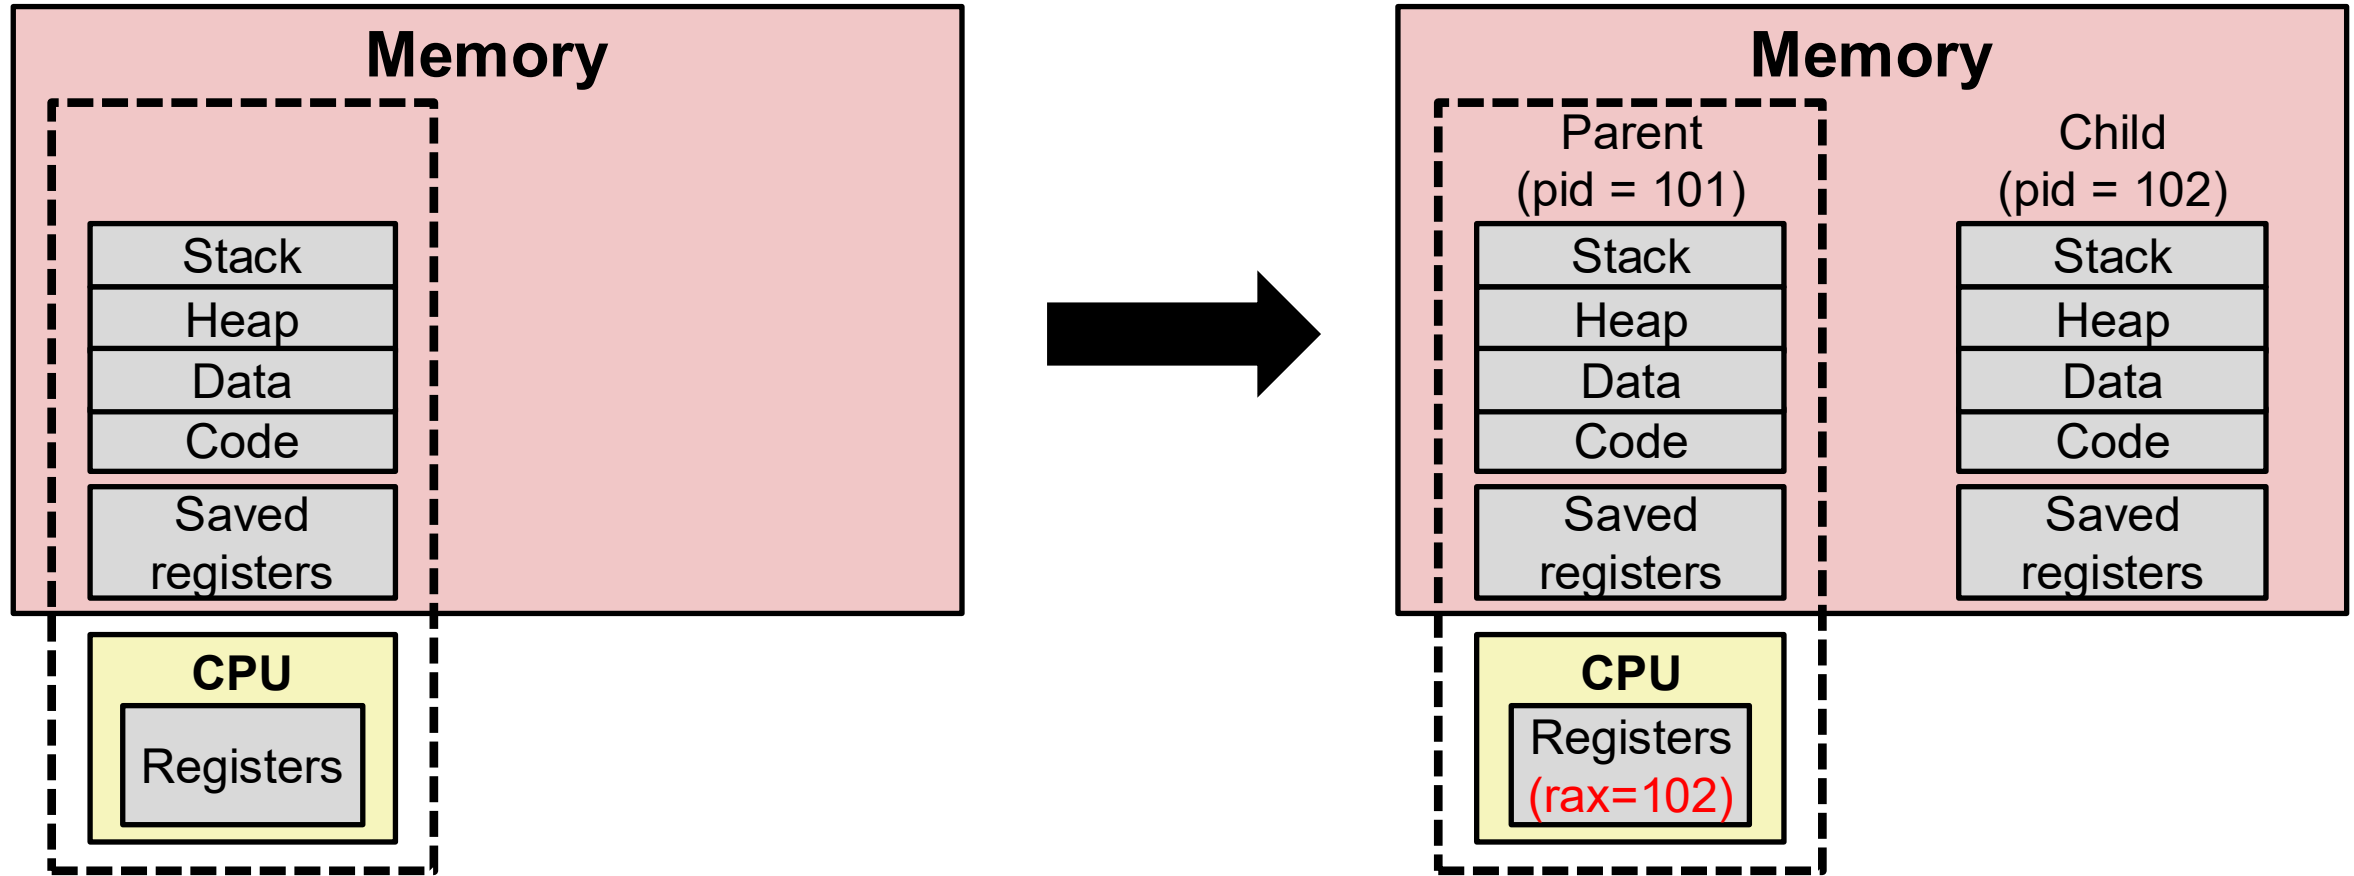 Memory
Stack
Heap
Data
Code
Saved
registers
CPU
Registers
Memory
Parent
(pid = 101)
Stack
Heap
Data
Code
Saved
registers
CPU
Registers
(rax=102)
Child
(pid = 102)
Stack
Heap
Data
Code
Saved
registers